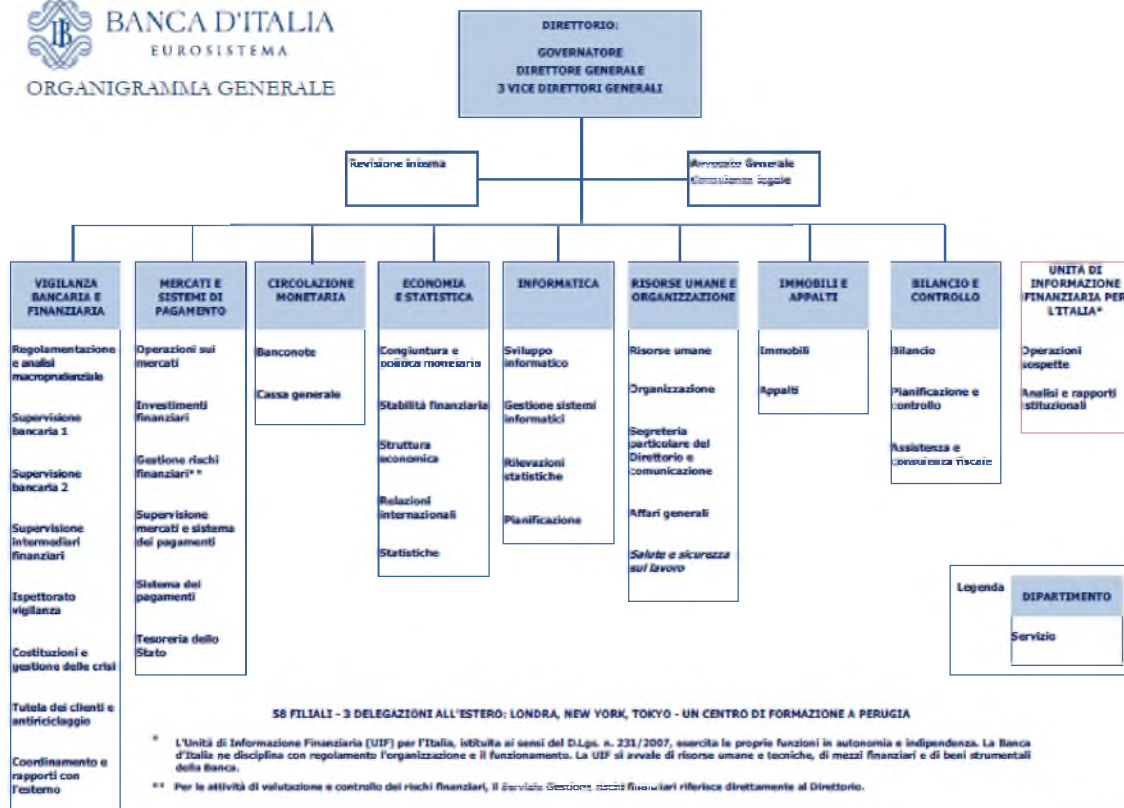 BANCA D'ITALIA
EUROSISTEMA
ORGANIGRAMMA GENERALE
DIRETTORIO:
GOVERNATORE
DIRETTORE GENERALE
3 VICE DIRETTORI GENERALI
Revisione interna
Avvocato Generale
Consulenza legale
VIGILANZA
BANCARIA E
FINANZIARIA
Regolamentazione
e analisi
macroprudenziale
Supervisione
bancaria 1
Supervisione
bancaria 2
Supervisione
intermediari
finanziari
Ispettorato
vigilanza
Costituzioni e
gestione delle crisi
Tutela dei clienti e
antiriciclaggio
Coordinamento e
rapporti con
l'esterno
MERCATI E
SISTEMI DI
PAGAMENTO
Operazioni sui
mercati
Investimenti
finanziari
Gestione rischi
finanziari**
Supervisione
mercati e sistema
dei pagamenti
Sistema dei
pagamenti
Tesoreria dello
Stato
CIRCOLAZIONE
MONETARIA
Banconote
Cassa generale
ECONOMIA
E STATISTICA
Congiuntura e
politica monetaria
Stabilità finanziaria
Struttura
economica
Relazioni
internazionali
Statistiche
INFORMATICA
Sviluppo
informatico
Gestione sistemi
informatici
Rilevazioni
statistiche
Pianificazione
RISORSE UMANE E
ORGANIZZAZIONE
Risorse umane
Organizzazione
Segreteria
particolare del
Direttorio e
comunicazione
Affari generali
Salute e sicurezza
sul lavoro
IMMOBILI E
APPALTI
Immobili
Appalti
BILANCIO E
CONTROLLO
Bilancio
Pianificazione e
controllo
Assistenza e
consulenza fiscale
UNITÀ DI
INFORMAZIONE
FINANZIARIA PER
L'ITALIA*
Operazioni
sospette
Analisi e rapporti
istituzionali
Legenda
DIPARTIMENTO
Servizio
58 FILIALI - 3 DELEGAZIONI ALL'ESTERO: LONDRA, NEW YORK, TOKYO - UN CENTRO DI FORMAZIONE A PERUGIA
* L'Unità di Informazione Finanziaria (UIF) per l'Italia, istituita ai sensi del D.Lgs. n. 231/2007, esercita le proprie funzioni in autonomia e indipendenza. La Banca
d'Italia ne disciplina con regolamento l'organizzazione e il funzionamento. La UIF si avvale di risorse umane e tecniche, di mezzi finanziari e di beni strumentali
della Banca.
** Per le attività di valutazione e controllo dei rischi finanziari, il Servizio Gestione rischi finanziari riferisce direttamente al Direttorio.